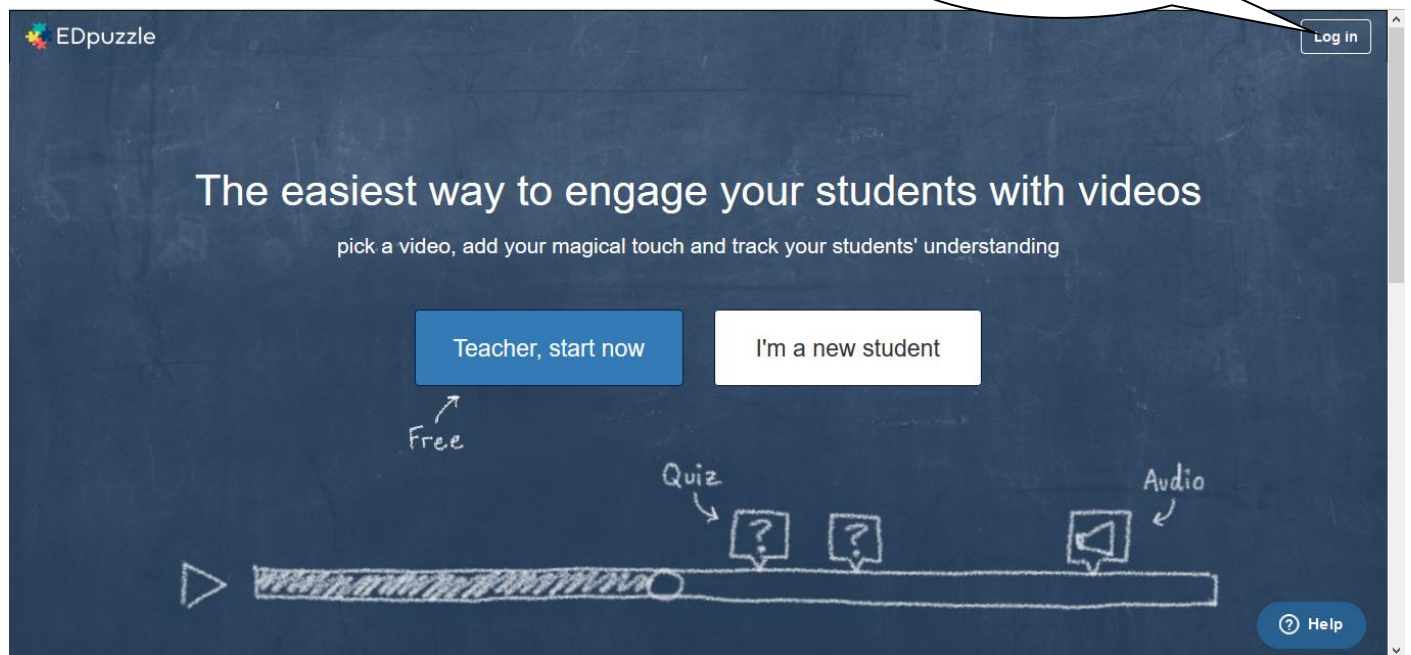 EDpuzzle
Log in
The easiest way to engage your students with videos
pick a video, add your magical touch and track your students' understanding
Teacher, start now
I'm a new student
Free
Quiz
Audio
?
?
? Help